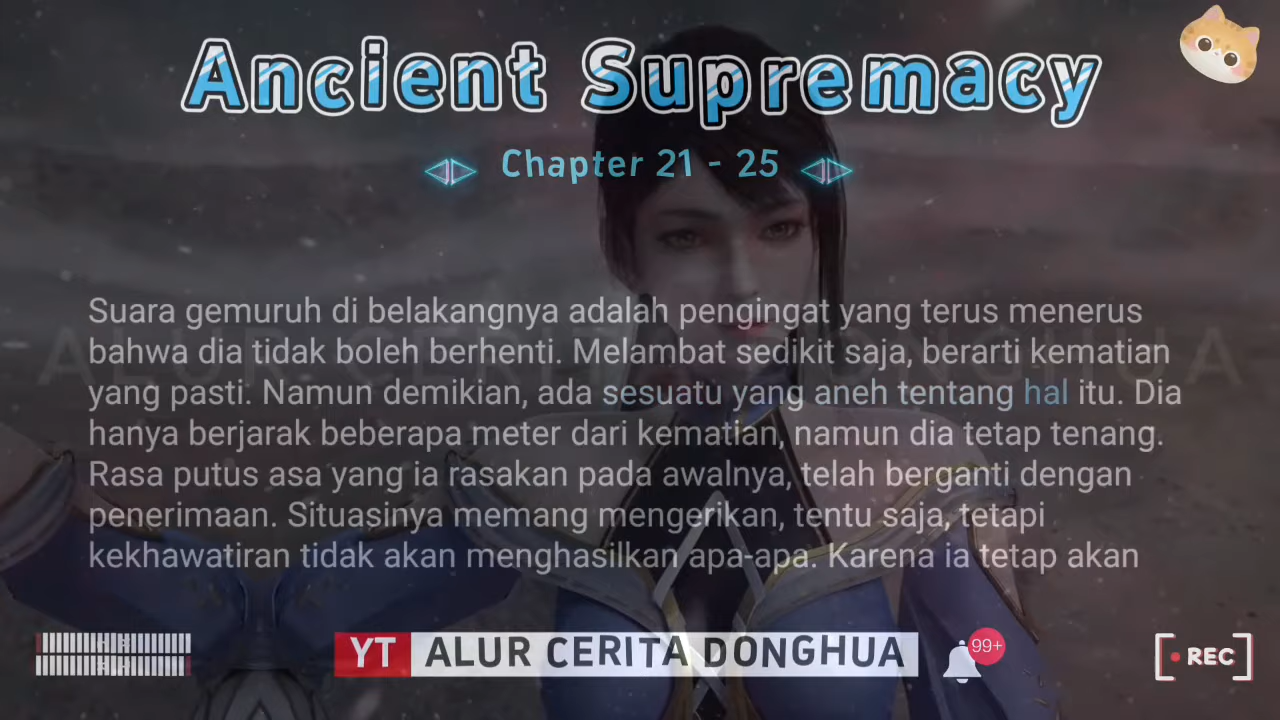 Ancient Supremacy
Chapter 21 - 25
ALUR CERITA DONGHUA
Suara gemuruh di belakangnya adalah pengingat yang terus menerus
bahwa dia tidak boleh berhenti. Melambat sedikit saja, berarti kematian
yang pasti. Namun demikian, ada sesuatu yang aneh tentang hal itu. Dia
hanya berjarak beberapa meter dari kematian, namun dia tetap tenang.
Rasa putus asa yang ia rasakan pada awalnya, telah berganti dengan
penerimaan. Situasinya memang mengerikan, tentu saja, tetapi
kekhawatiran tidak akan menghasilkan apa-apa. Karena ia tetap akan
YT ALUR CERITA DONGHUA
99+
REC